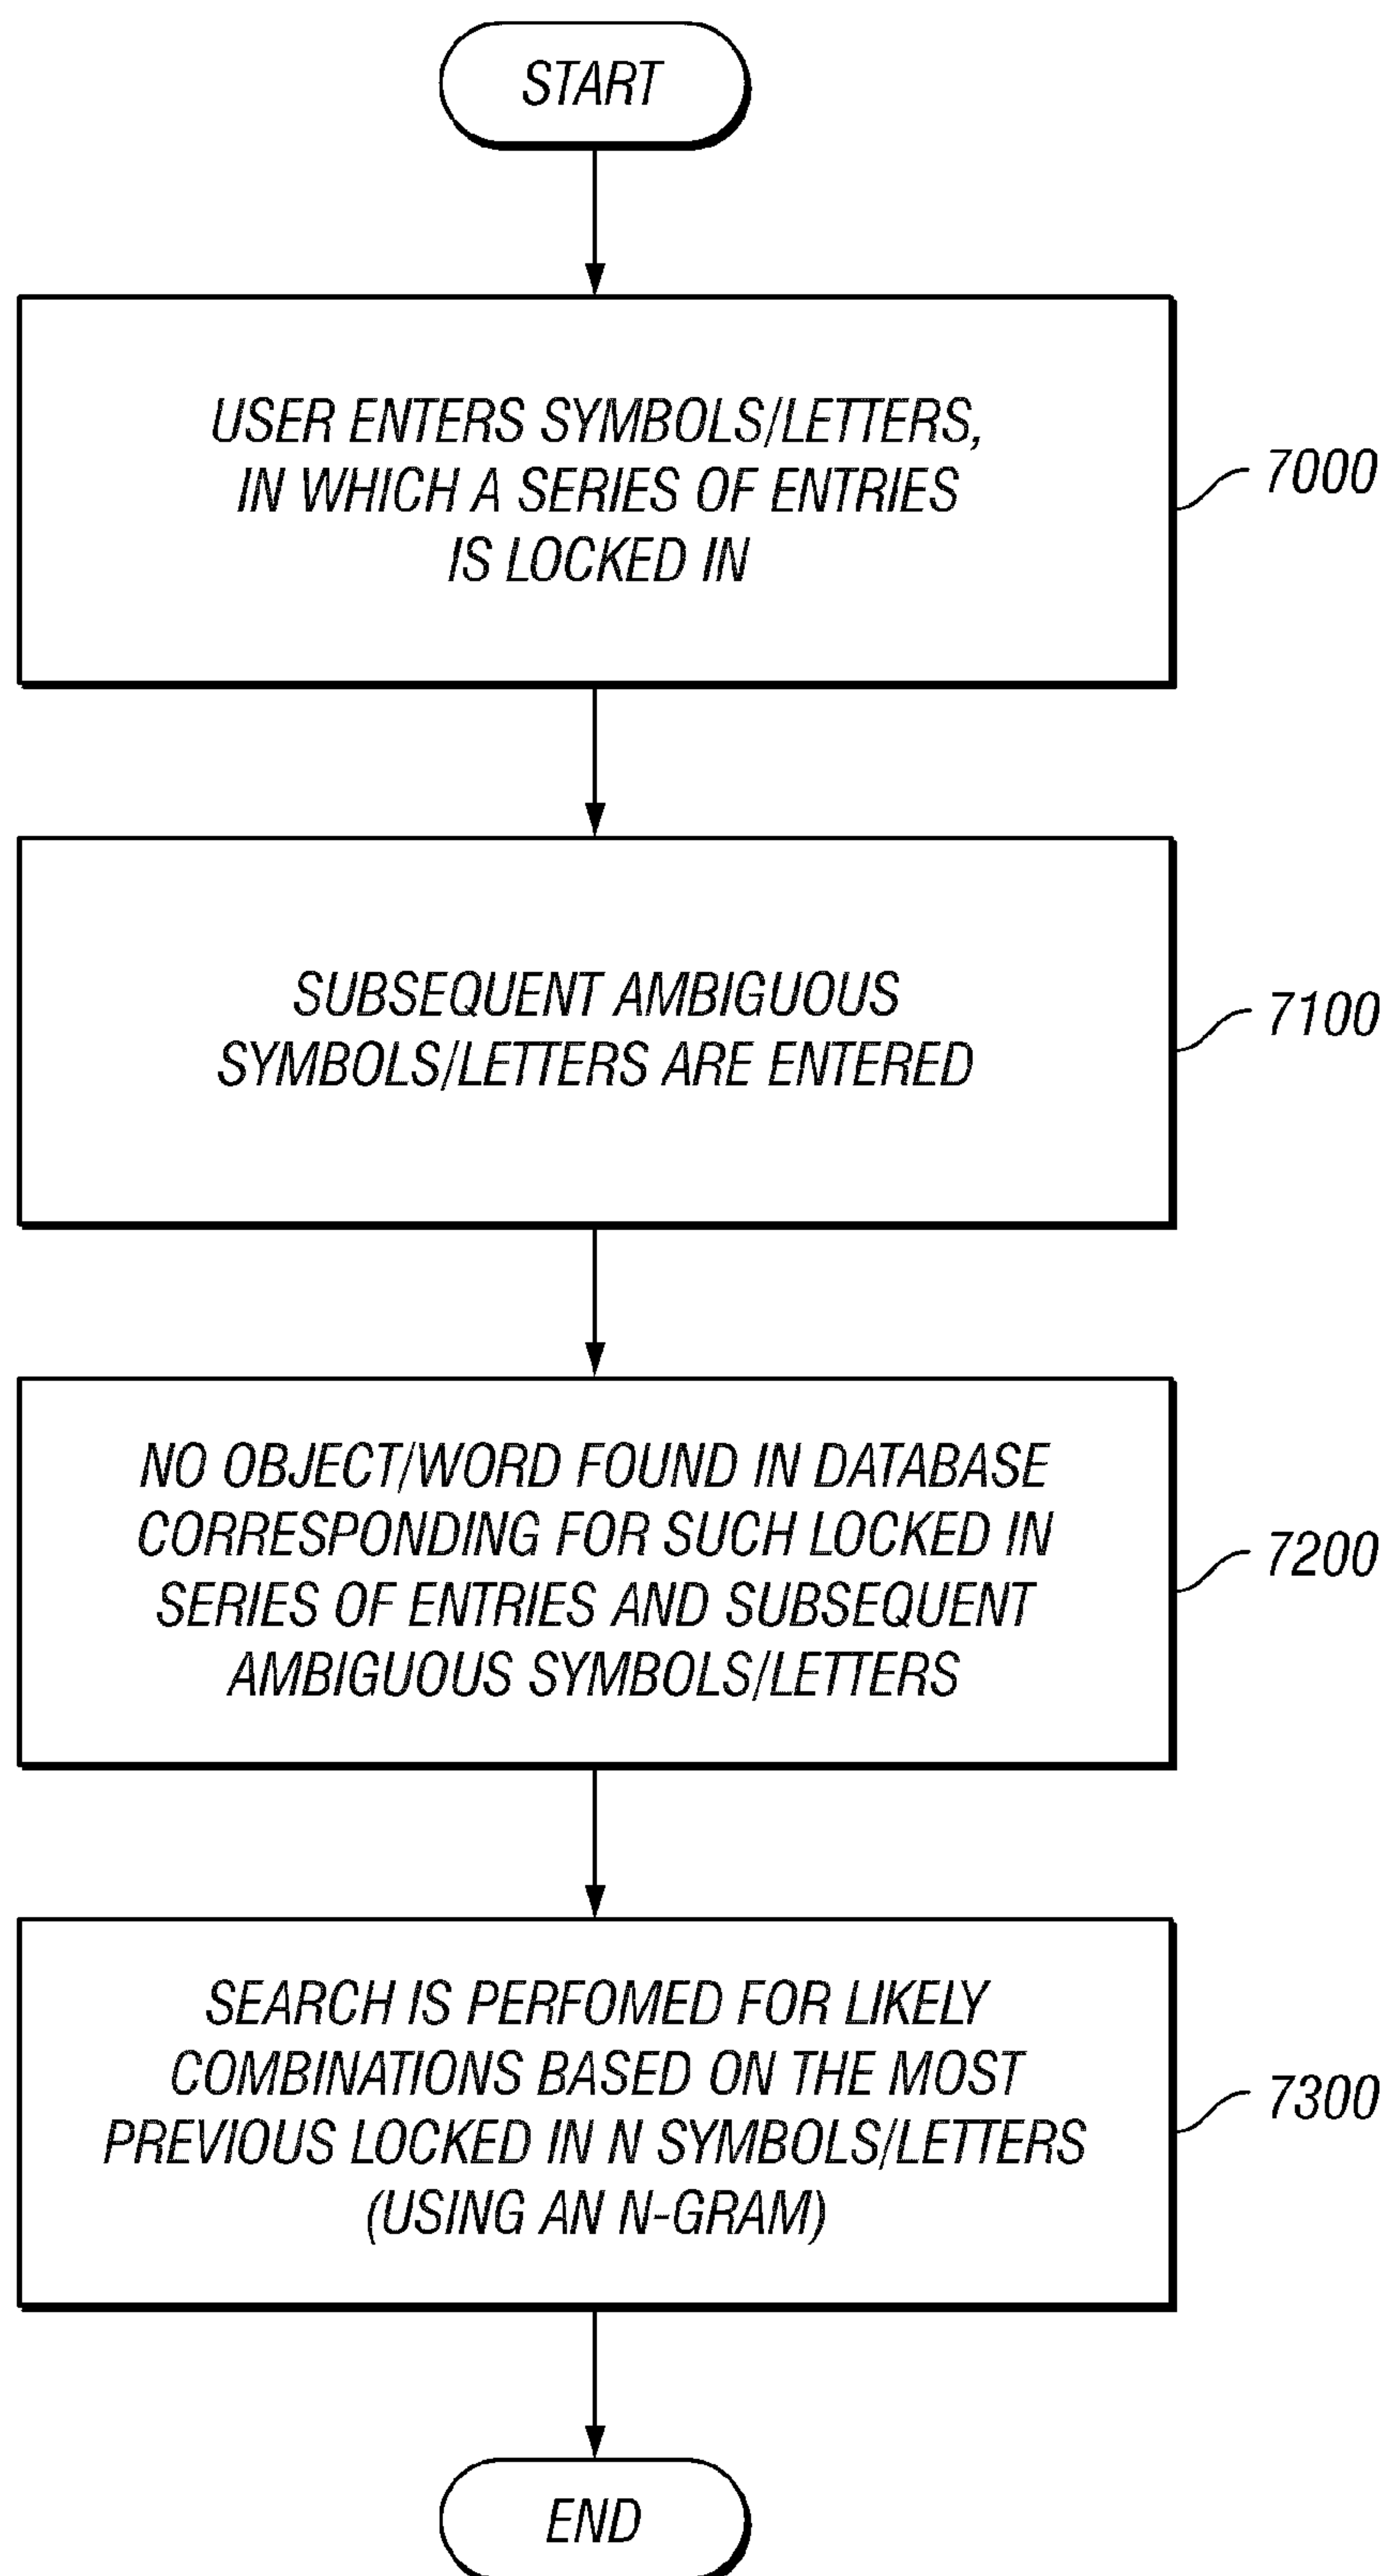 START
USER ENTERS SYMBOLS/LETTERS,
IN WHICH A SERIES OF ENTRIES
IS LOCKED IN
7000
SUBSEQUENT AMBIGUOUS
SYMBOLS/LETTERS ARE ENTERED
7100
NO OBJECT/WORD FOUND IN DATABASE
CORRESPONDING FOR SUCH LOCKED IN
SERIES OF ENTRIES AND SUBSEQUENT
AMBIGUOUS SYMBOLS/LETTERS
7200
SEARCH IS PERFOMED FOR LIKELY
COMBINATIONS BASED ON THE MOST
PREVIOUS LOCKED IN N SYMBOLS/LETTERS
(USING AN N-GRAM)
7300
END